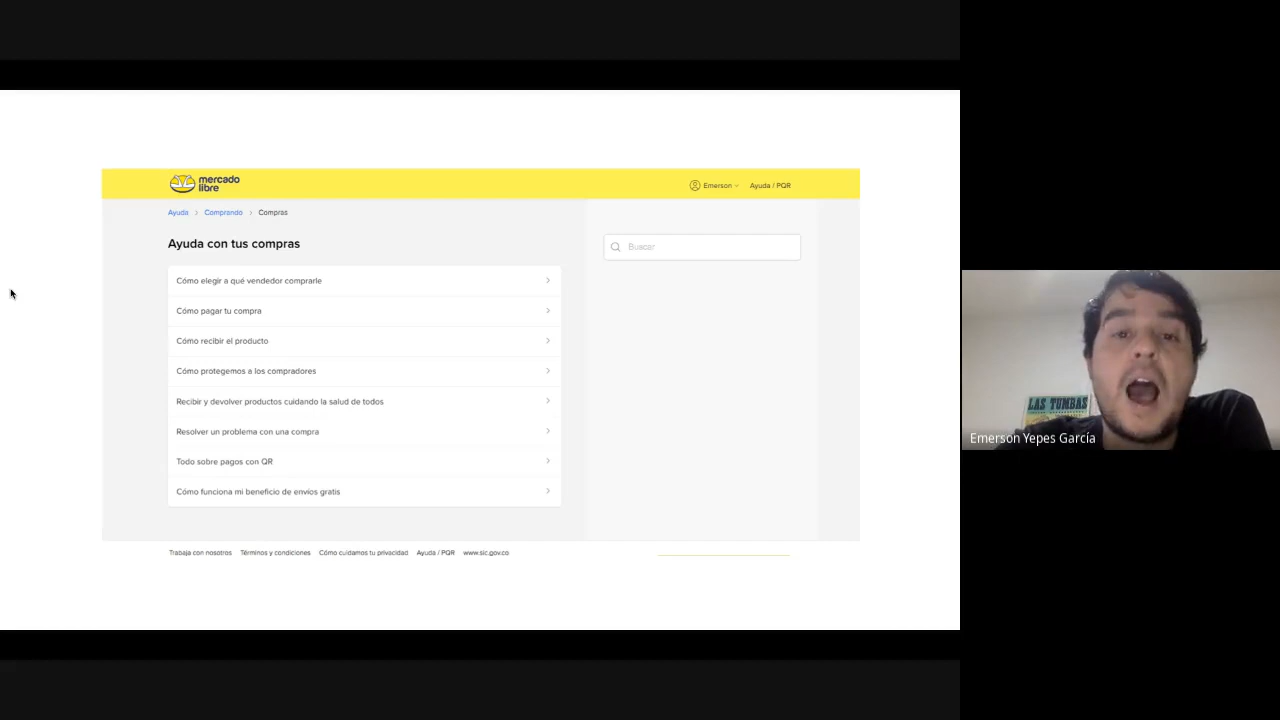 mercado
libre
Emerson
Ayuda / PQR
Ayuda > Comprando > Compras
Ayuda con tus compras
Buscar
Cómo elegir a qué vendedor comprarle
Cómo pagar tu compra
Cómo recibir el producto
Cómo protegemos a los compradores
Recibir y devolver productos cuidando la salud de todos
Resolver un problema con una compra
Todo sobre pagos con QR
Cómo funciona mi beneficio de envíos gratis
Trabaja con nosotros Términos y condiciones Cómo cuidamos tu privacidad Ayuda / PQR www.sic.gov.co
LAS TUMBAS
Emerson Yepes García